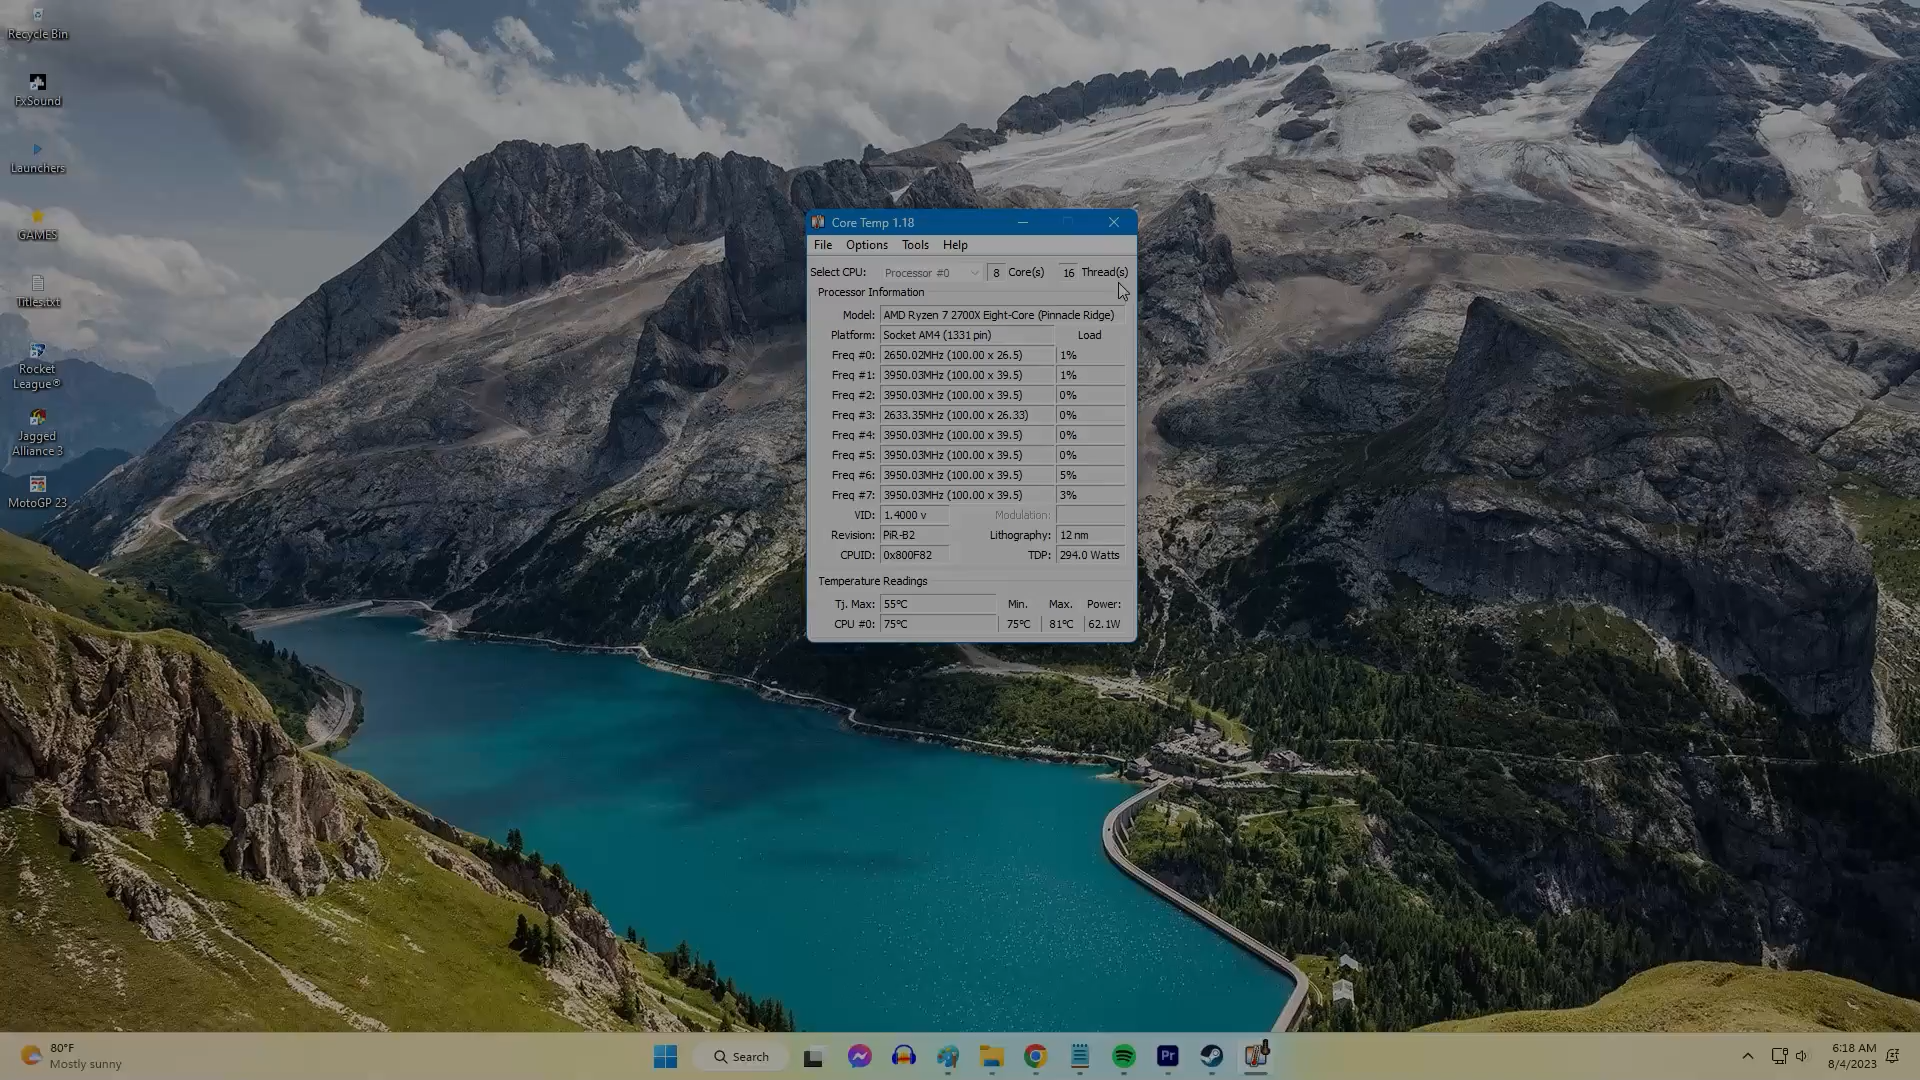 Recycle Bin
FxSound
Launchers
GAMES
Titles.txt
Rocket
League®
Jagged
Alliance 3
MotoGP 23
Core Temp 1.18
File Options Tools Help
Select CPU: Processor #0 8 Core(s) 16 Thread(s)
Processor Information
Model: AMD Ryzen 7 2700X Eight-Core (Pinnacle Ridge)
Platform: Socket AM4 (1331 pin) Load
Freq #0: 2650.02MHz (100.00 x 26.5) 1%
Freq #1: 3950.03MHz (100.00 x 39.5) 1%
Freq #2: 3950.03MHz (100.00 x 39.5) 0%
Freq #3: 2633.35MHz (100.00 x 26.33) 0%
Freq #4: 3950.03MHz (100.00 x 39.5) 0%
Freq #5: 3950.03MHz (100.00 x 39.5) 0%
Freq #6: 3950.03MHz (100.00 x 39.5) 5%
Freq #7: 3950.03MHz (100.00 x 39.5) 3%
VID: 1.4000 v Modulation:
Revision: PiR-B2 Lithography: 12 nm
CPUID: 0x800F82 TDP: 294.0 Watts
Temperature Readings
Tj. Max: 55°C Min. Max. Power:
CPU #0: 75°C 75°C 81°C 62.1W
80°F
Mostly sunny
Search
Pr
6:18 AM
8/4/2023